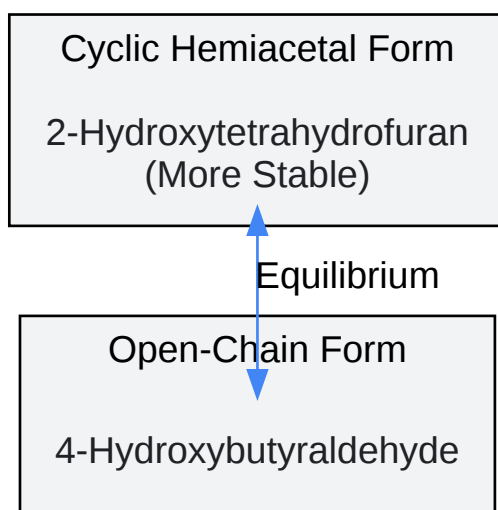 Cyclic Hemiacetal Form
2-Hydroxytetrahydrofuran
(More Stable)
Equilibrium
Open-Chain Form
4-Hydroxybutyraldehyde